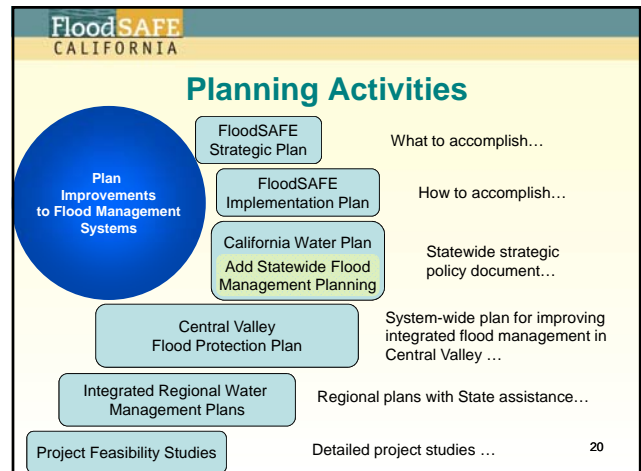 FloodSAFE
CALIFORNIA
Planning Activities
Plan
Improvements
to Flood Management
Systems
FloodSAFE
Strategic Plan
What to accomplish…
FloodSAFE
Implementation Plan
How to accomplish…
California Water Plan
Add Statewide Flood
Management Planning
Statewide strategic
policy document…
Central Valley
Flood Protection Plan
System-wide plan for improving
integrated flood management in
Central Valley …
Integrated Regional Water
Management Plans
Regional plans with State assistance…
Project Feasibility Studies
Detailed project studies …
20